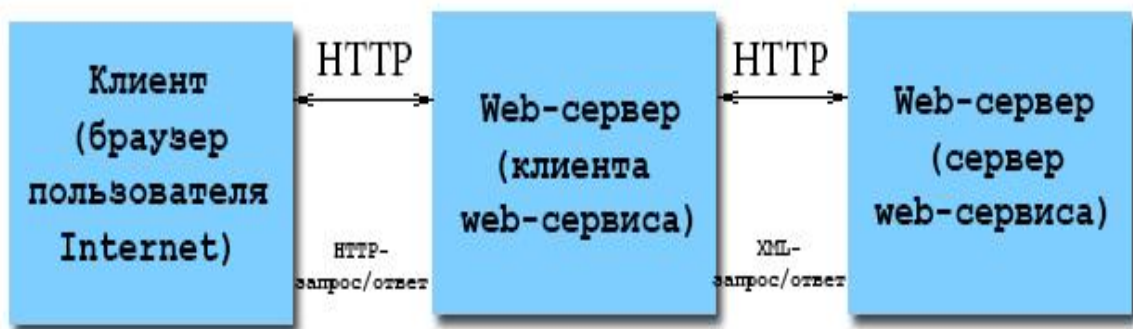 Клиент
(браузер
пользователя
Internet)
HTTP
HTTP-
запрос/ответ
Web-сервер
(клиента
web-сервиса)
HTTP
XML-
запрос/ответ
Web-сервер
(сервер
web-сервиса)